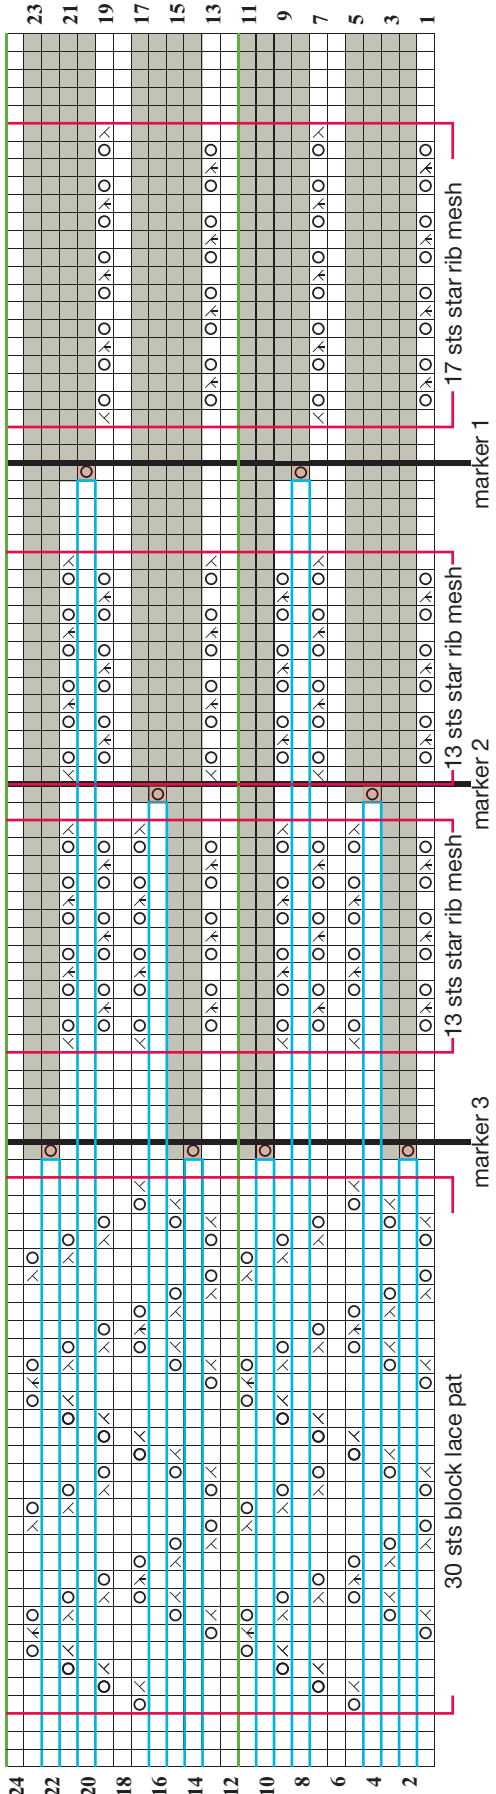 23 21 19 17 15 13 11 9 7 5 3 1
17 sts star rib mesh
marker 1
13 sts star rib mesh
marker 2
13 sts star rib mesh
marker 3
30 sts block lace pat
24 22 20 18 16 14 12 10 8 6 4 2